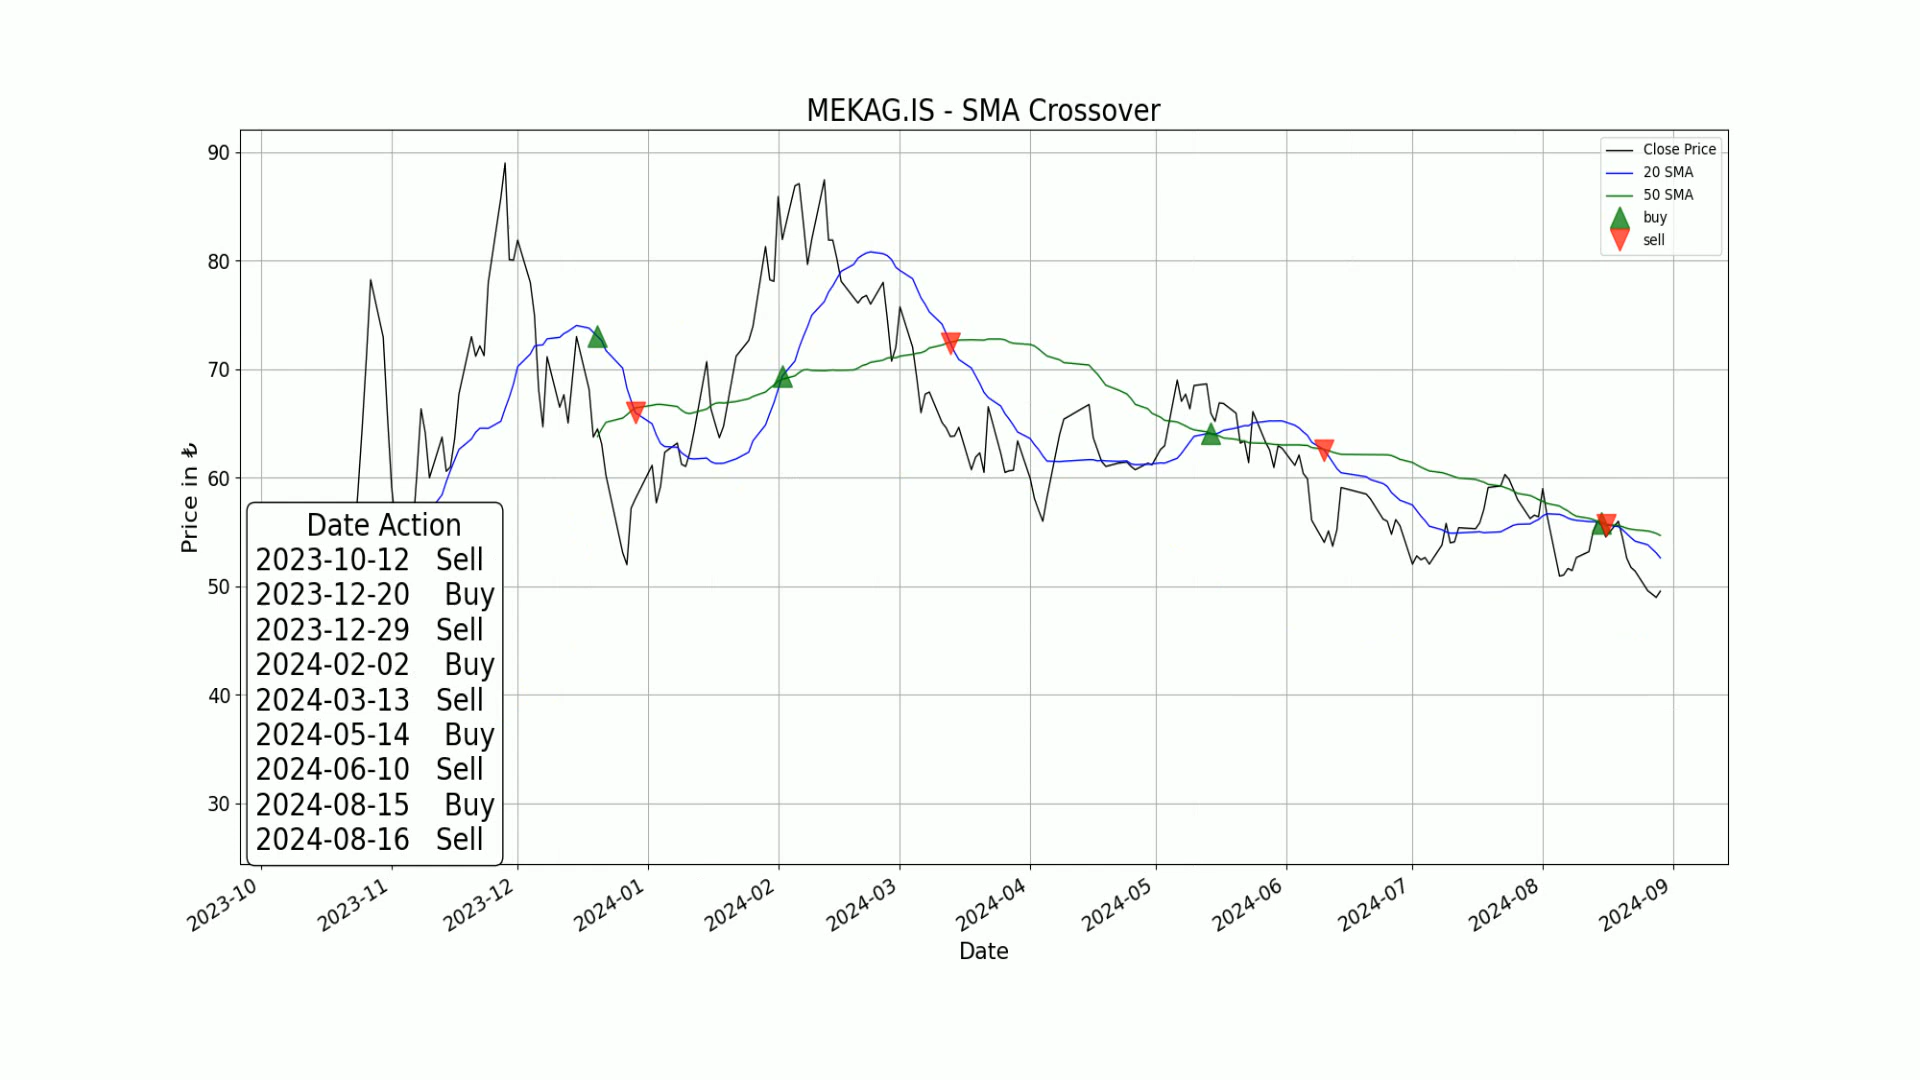 MEKAG.IS - SMA Crossover
90
80
70
60
50
40
30
Price in ₺
Close Price
20 SMA
50 SMA
buy
sell
Date Action
2023-10-12 Sell
2023-12-20 Buy
2023-12-29 Sell
2024-02-02 Buy
2024-03-13 Sell
2024-05-14 Buy
2024-06-10 Sell
2024-08-15 Buy
2024-08-16 Sell
2023-10
2023-11
2023-12
2024-01
2024-02
2024-03
2024-04
2024-05
2024-06
2024-07
2024-08
2024-09
Date